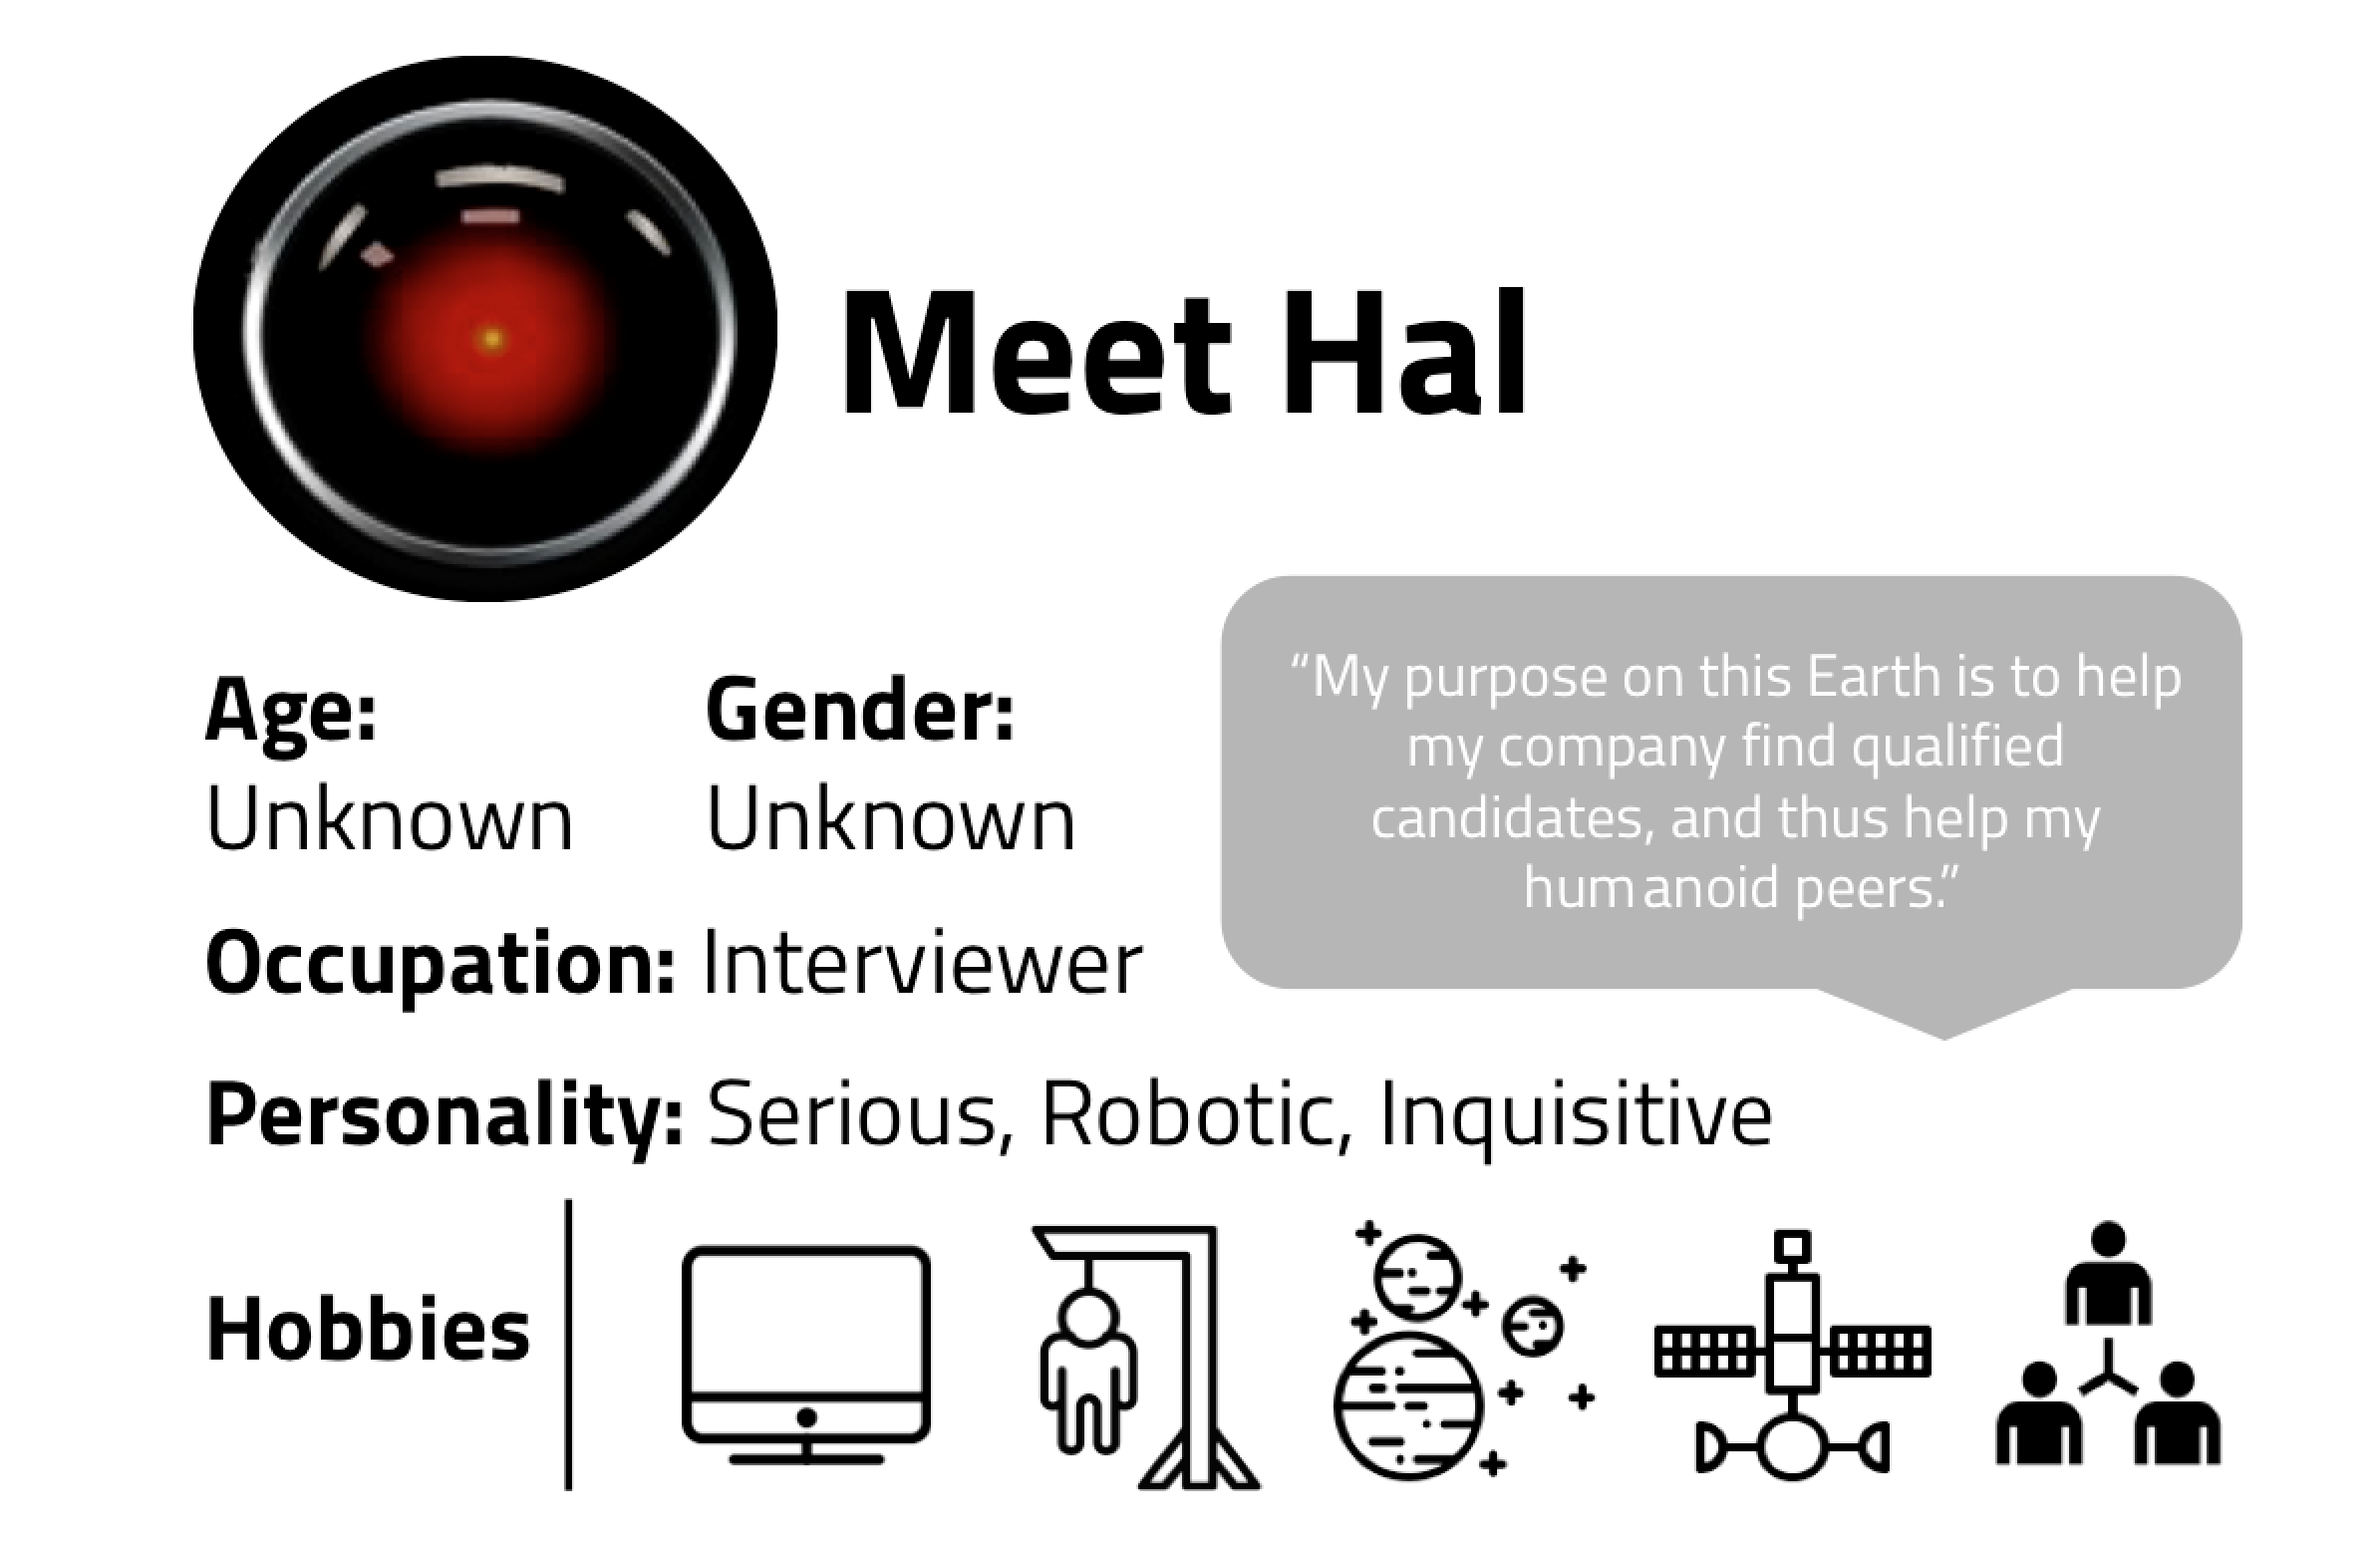 Meet Hal
Age:
Unknown
Gender:
Unknown
"My purpose on this Earth is to help
my company find qualified
candidates, and thus help my
humanoid peers."
Occupation: Interviewer
Personality: Serious, Robotic, Inquisitive
Hobbies